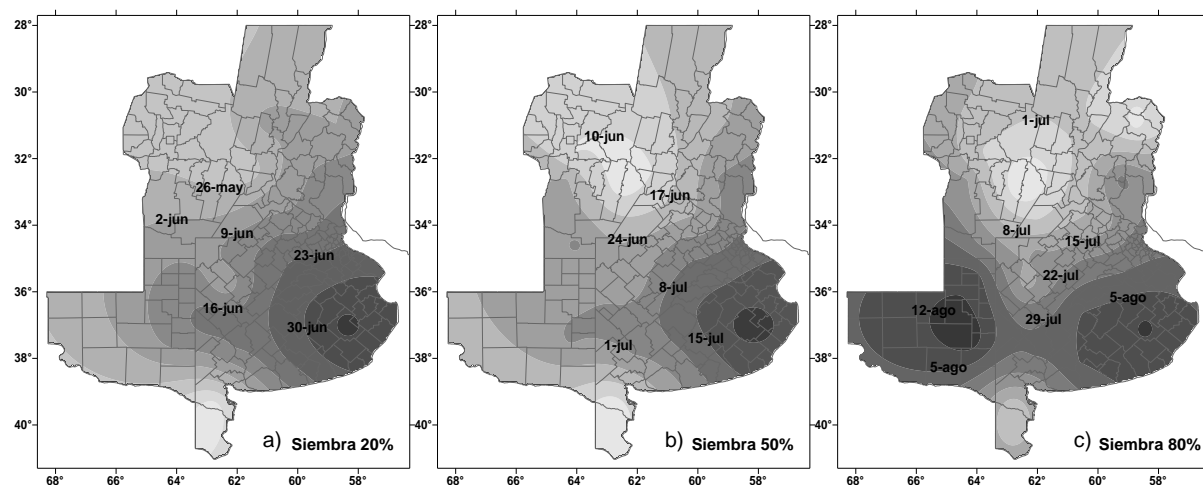 28° 28° 28°
26-may
2-jun
9-jun
23-jun
16-jun
30-jun
a) Siembra 20%
10-jun
17-jun
24-jun
8-jul
1-jul
15-jul
b) Siembra 50%
1-jul
8-jul
15-jul
22-jul
5-ago
12-ago
29-jul
5-ago
c) Siembra 80%
30° 30° 30°
32° 32° 32°
34° 34° 34°
36° 36° 36°
38° 38° 38°
40° 40° 40°
68° 66° 64° 62° 60° 58° 68° 66° 64° 62° 60° 58° 68° 66° 64° 62° 60° 58°